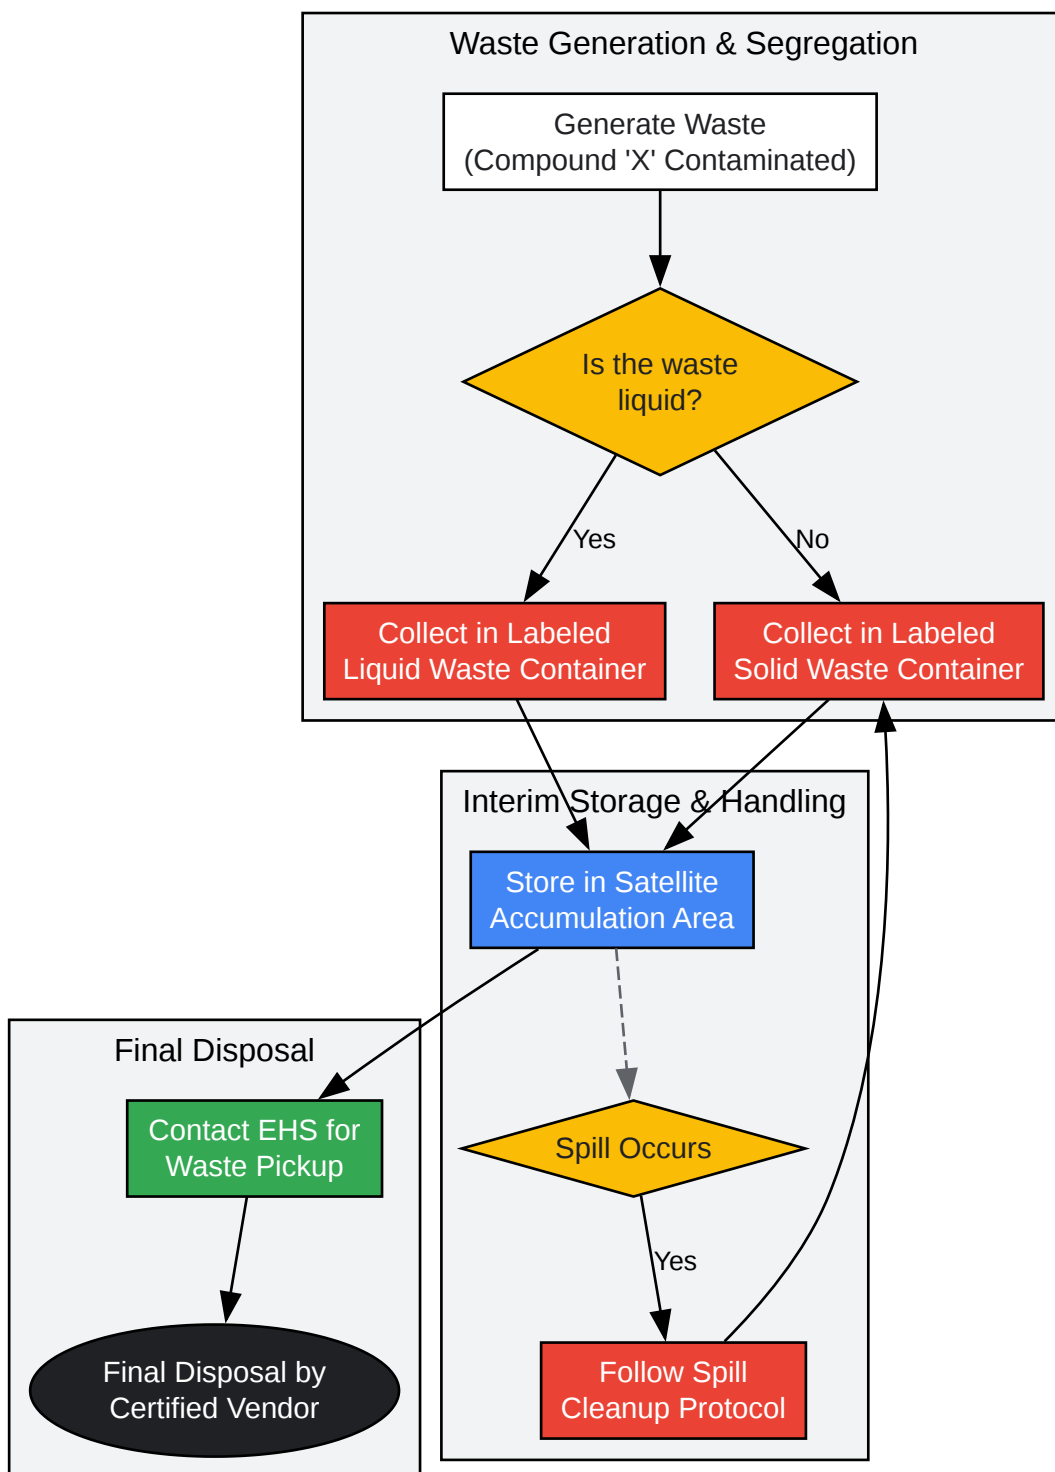 Waste Generation & Segregation
Generate Waste
(Compound 'X' Contaminated)
Is the waste
liquid?
Yes
No
Collect in Labeled
Liquid Waste Container
Collect in Labeled
Solid Waste Container
Interim Storage & Handling
Store in Satellite
Accumulation Area
Final Disposal
Contact EHS for
Waste Pickup
Spill Occurs
Yes
Final Disposal by
Certified Vendor
Follow Spill
Cleanup Protocol